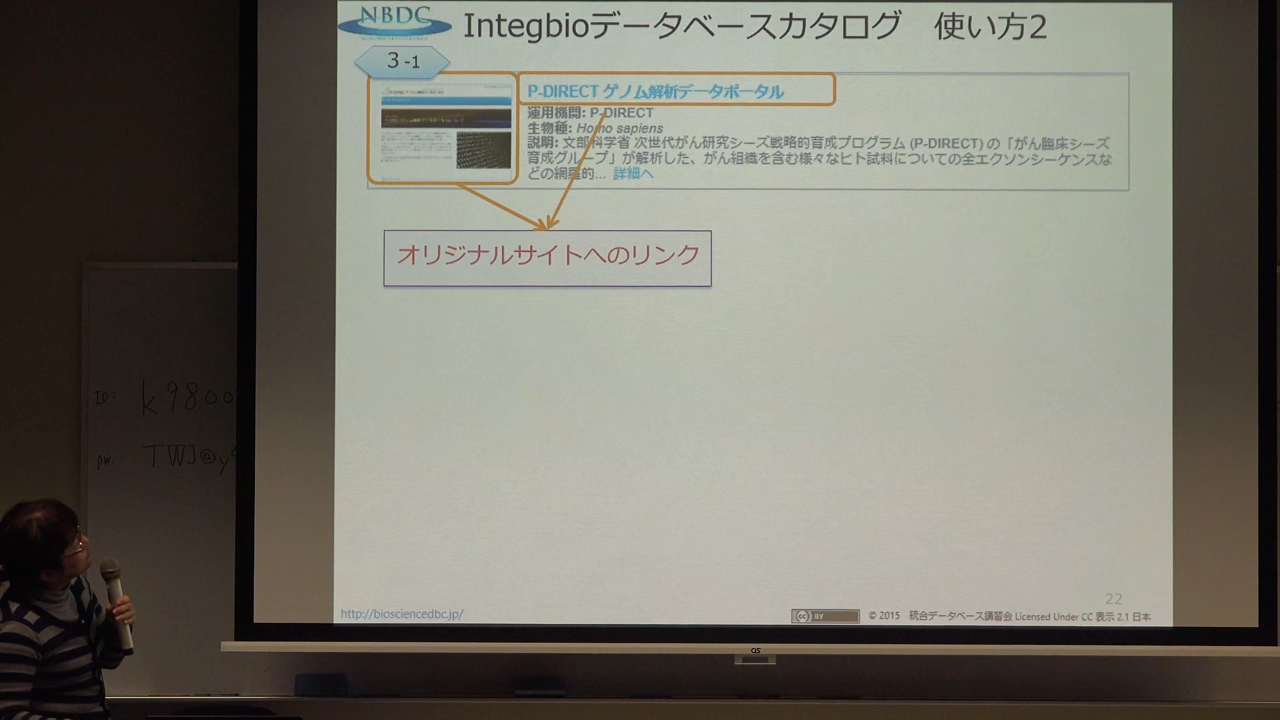 NBDC
Integbioデータベースカタログ　使い方2
3-1
P-DIRECT ゲノム解析データポータル
運用機関: P-DIRECT
生物種: Homo sapiens
説明: 文部科学省 次世代がん研究シーズ戦略的育成プログラム (P-DIRECT) の「がん臨床シーズ
育成グループ」が解析した、がん組織を含む様々なヒト試料についての全エクソンシーケンスな
どの網羅的... 詳細へ
オリジナルサイトへのリンク
ID: k9800
pw: TWJ@y
22
http://biosciencedbc.jp/
cc BY
© 2015　統合データベース講習会 Licensed Under CC 表示 2.1 日本
OS